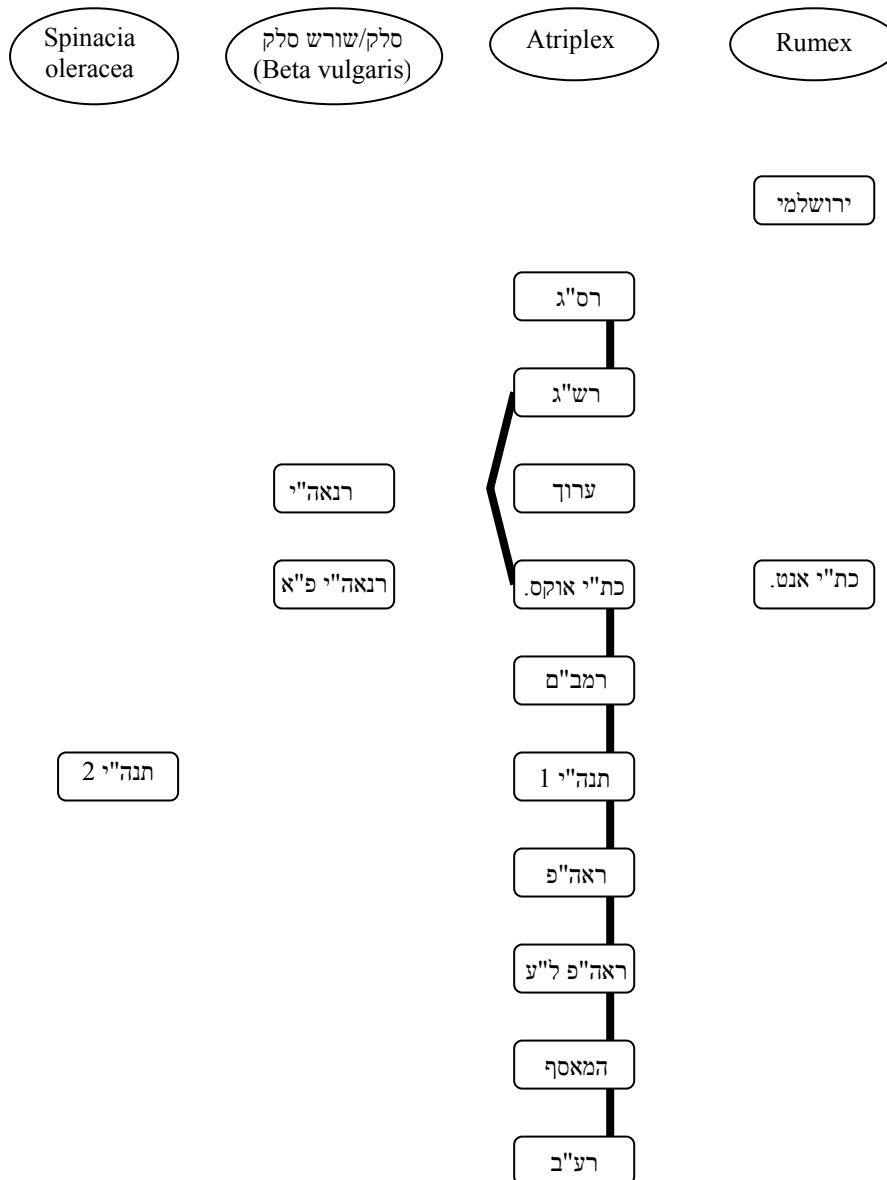 Spinacia
oleracea
סלק/שורש סלק
(Beta vulgaris)
Atriplex
Rumex
ירושלמי
רס"ג
רש"ג
רנאה"י
ערוך
רנאה"י פ"א
כת"י אוקס.
כת"י אנט.
רמב"ם
תנה"י 2
תנה"י 1
ראה"פ
ראה"פ ל"ע
המאסף
רע"ב